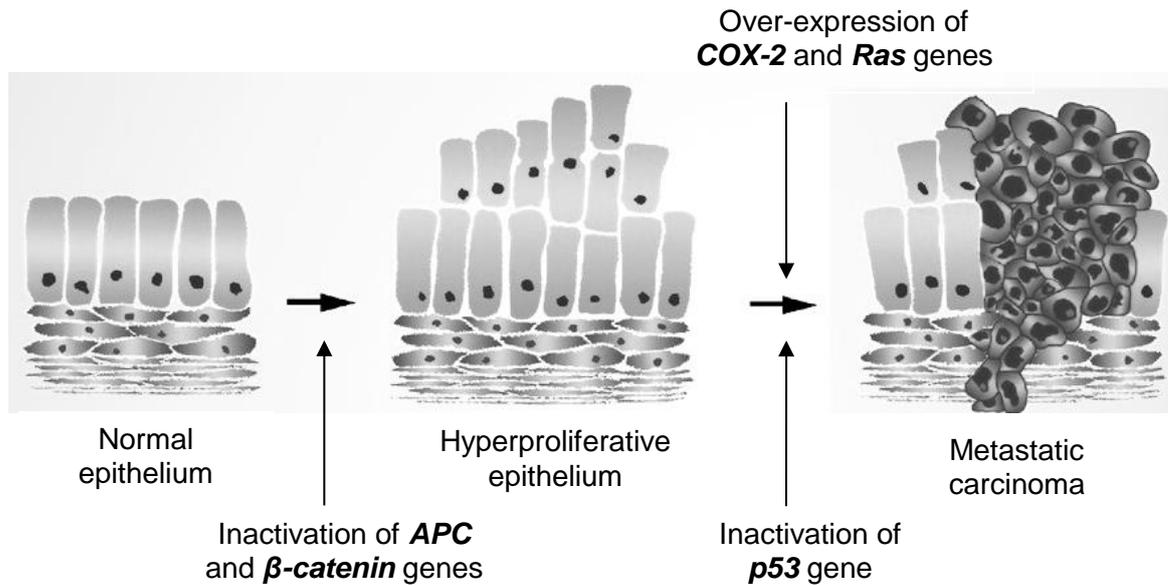 Over-expression of
COX-2 and Ras genes
Normal
epithelium
Hyperproliferative
epithelium
Metastatic
carcinoma
Inactivation of APC
and β-catenin genes
Inactivation of
p53 gene